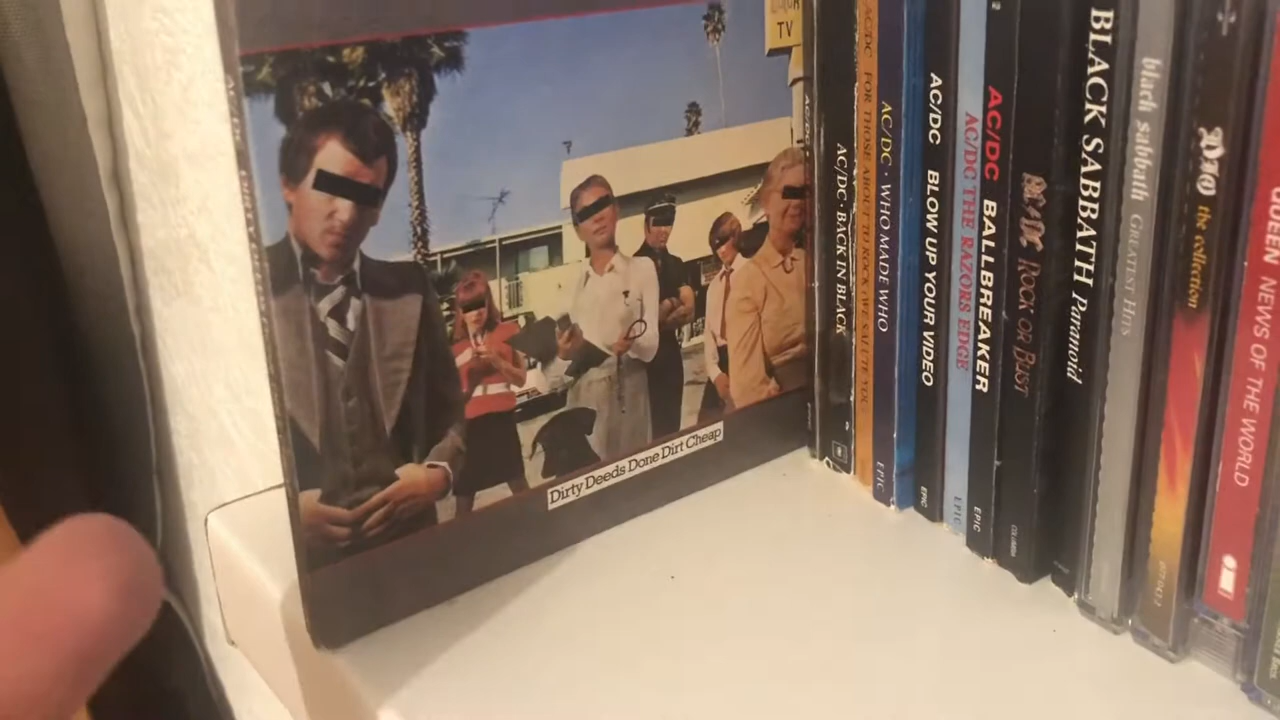 TV
Dirty Deeds Done Dirt Cheap
AC/DC
AC/DC · BACK IN BLACK
AC/DC FOR THOSE ABOUT TO ROCK (WE SALUTE YOU)
AC/DC · WHO MADE WHO
EPIC
AC/DC BLOW UP YOUR VIDEO
EPIC
AC/DC THE RAZORS EDGE
EPIC
AC/DC BALLBREAKER
EPIC
AC/DC ROCK OR BUST
COLUMBIA
BLACK SABBATH Paranoid
black sabbath GREATEST HITS
DIO the collection
QUEEN NEWS OF THE WORLD